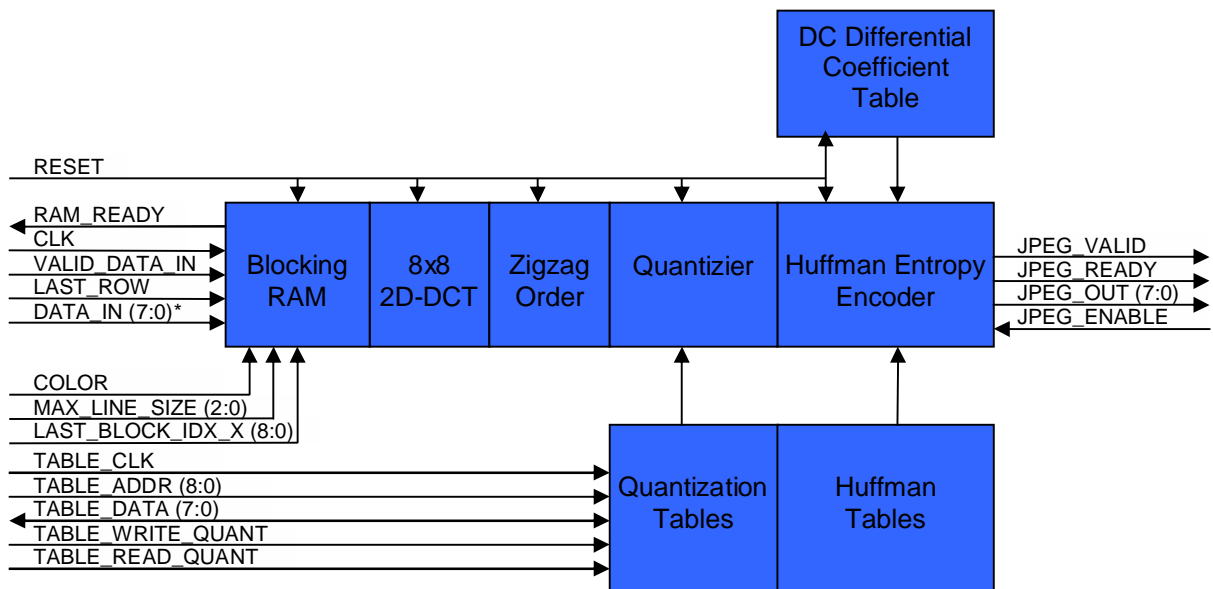 DC Differential
Coefficient
Table
RESET
RAM_READY
CLK
VALID_DATA_IN
LAST_ROW
DATA_IN (7:0)*
Blocking
RAM
8x8
2D-DCT
Zigzag
Order
Quantizier
Huffman Entropy
Encoder
JPEG_VALID
JPEG_READY
JPEG_OUT (7:0)
JPEG_ENABLE
COLOR
MAX_LINE_SIZE (2:0)
LAST_BLOCK_IDX_X (8:0)
TABLE_CLK
TABLE_ADDR (8:0)
TABLE_DATA (7:0)
TABLE_WRITE_QUANT
TABLE_READ_QUANT
Quantization
Tables
Huffman
Tables